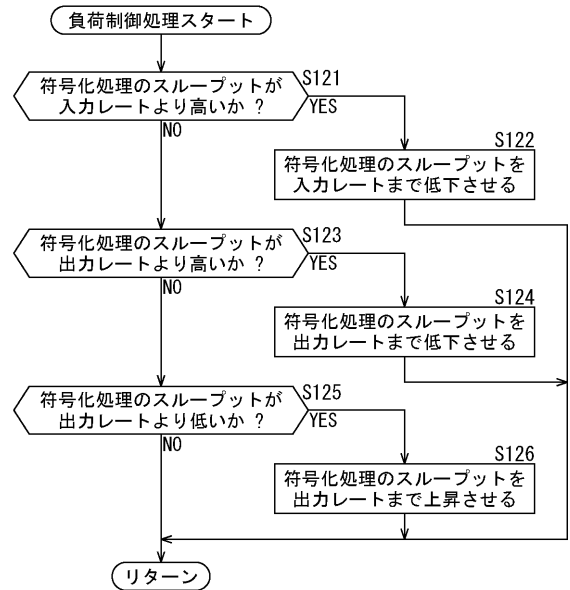 負荷制御処理スタート
符号化処理のスループットが
入力レートより高いか ?
S121
YES
NO
S122
符号化処理のスループットを
入力レートまで低下させる
符号化処理のスループットが
出力レートより高いか ?
S123
YES
NO
S124
符号化処理のスループットを
出力レートまで低下させる
符号化処理のスループットが
出力レートより低いか ?
S125
YES
NO
S126
符号化処理のスループットを
出力レートまで上昇させる
リターン